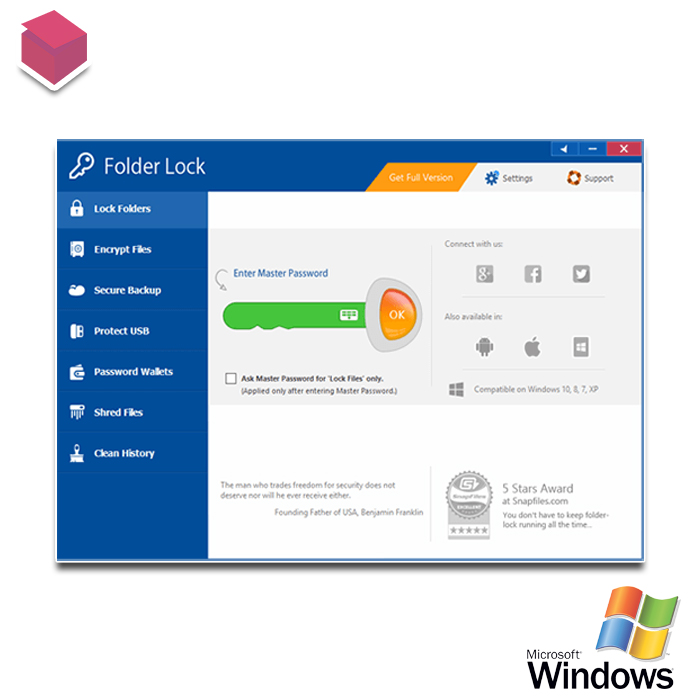 Folder Lock
Get Full Version
Settings
Support
Lock Folders
Encrypt Files
Secure Backup
Protect USB
Password Wallets
Shred Files
Clean History
Enter Master Password
OK
Ask Master Password for 'Lock Files' only.
(Applied only after entering Master Password.)
Connect with us:
Also available in:
Compatible on Windows 10, 8, 7, XP
The man who trades freedom for security does not
deserve nor will he ever receive either.
Founding Father of USA, Benjamin Franklin
EXCELLENT
5 Stars Award
at Snapfiles.com
You don't have to keep folder-
lock running all the time...
Microsoft
Windows